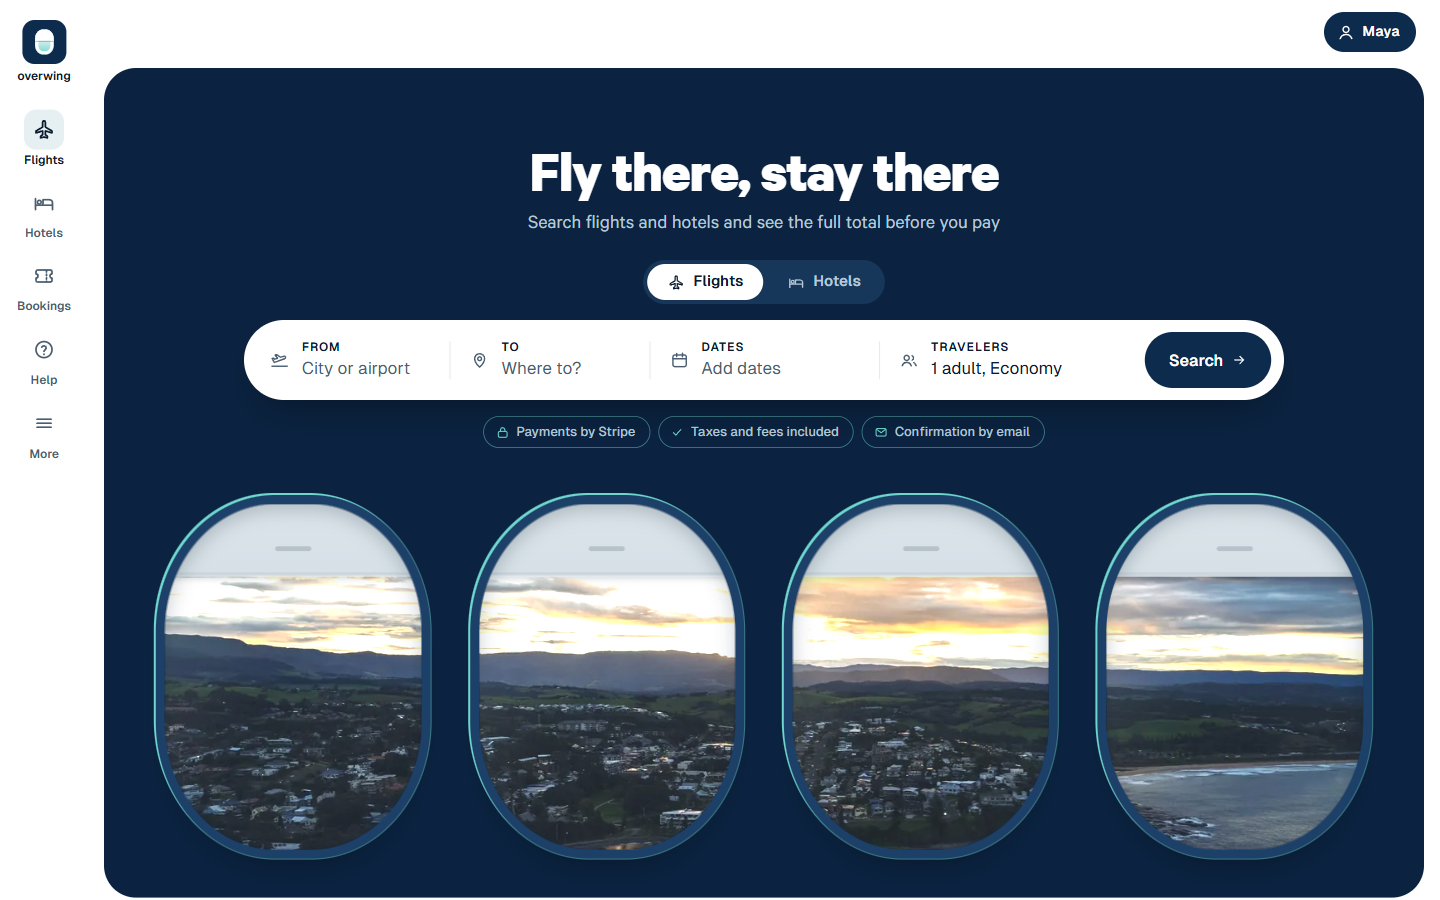 overwing
Maya
Flights
Hotels
Bookings
Help
More
Fly there, stay there
Search flights and hotels and see the full total before you pay
Flights Hotels
FROM
City or airport
TO
Where to?
DATES
Add dates
TRAVELERS
1 adult, Economy
Search
Payments by Stripe
Taxes and fees included
Confirmation by email